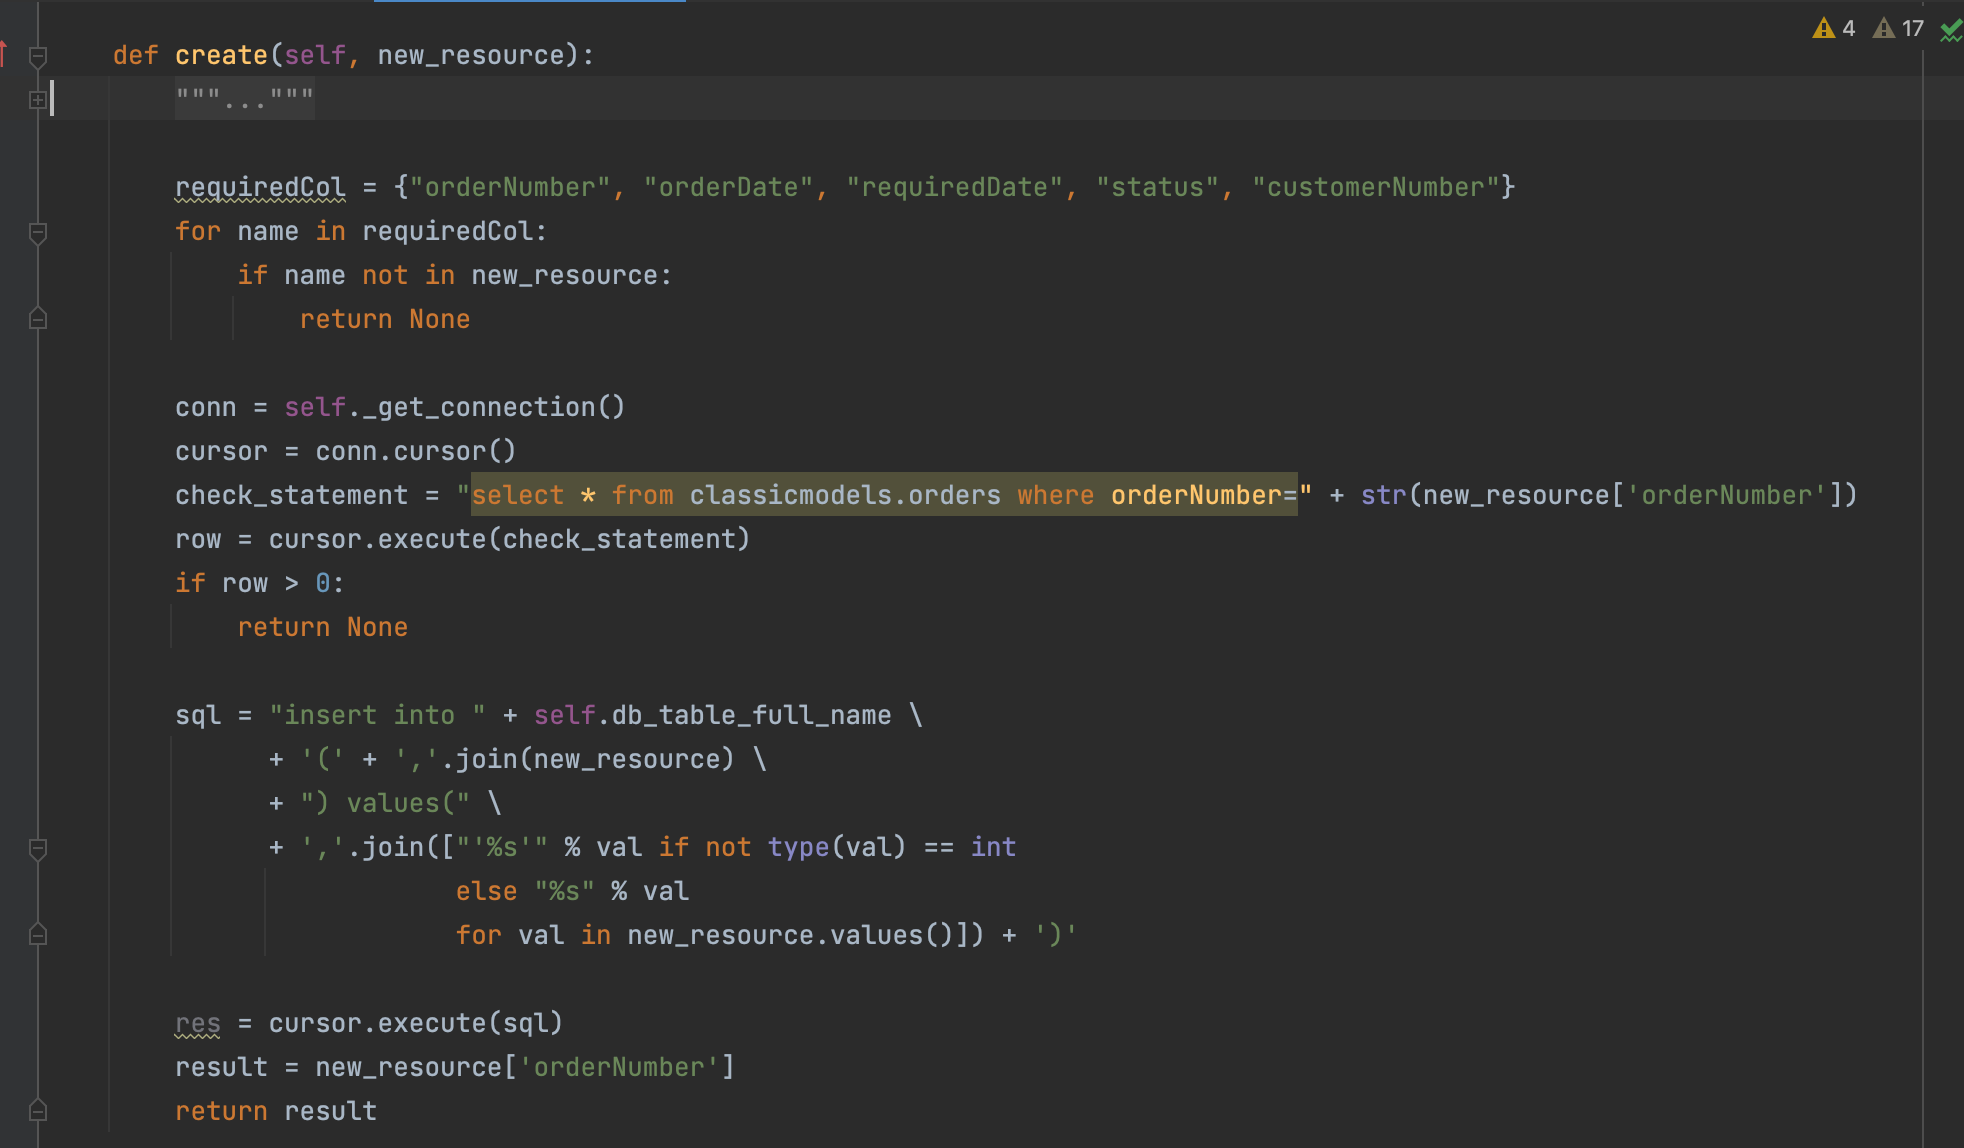 4 17
def create(self, new_resource):
"""..."""
requiredCol = {"orderNumber", "orderDate", "requiredDate", "status", "customerNumber"}
for name in requiredCol:
if name not in new_resource:
return None
conn = self._get_connection()
cursor = conn.cursor()
check_statement = "select * from classicmodels.orders where orderNumber=" + str(new_resource['orderNumber'])
row = cursor.execute(check_statement)
if row > 0:
return None
sql = "insert into " + self.db_table_full_name \
+ '(' + ','.join(new_resource) \
+ ") values(" \
+ ','.join(["'%s'" % val if not type(val) == int
else "%s" % val
for val in new_resource.values()]) + ')'
res = cursor.execute(sql)
result = new_resource['orderNumber']
return result